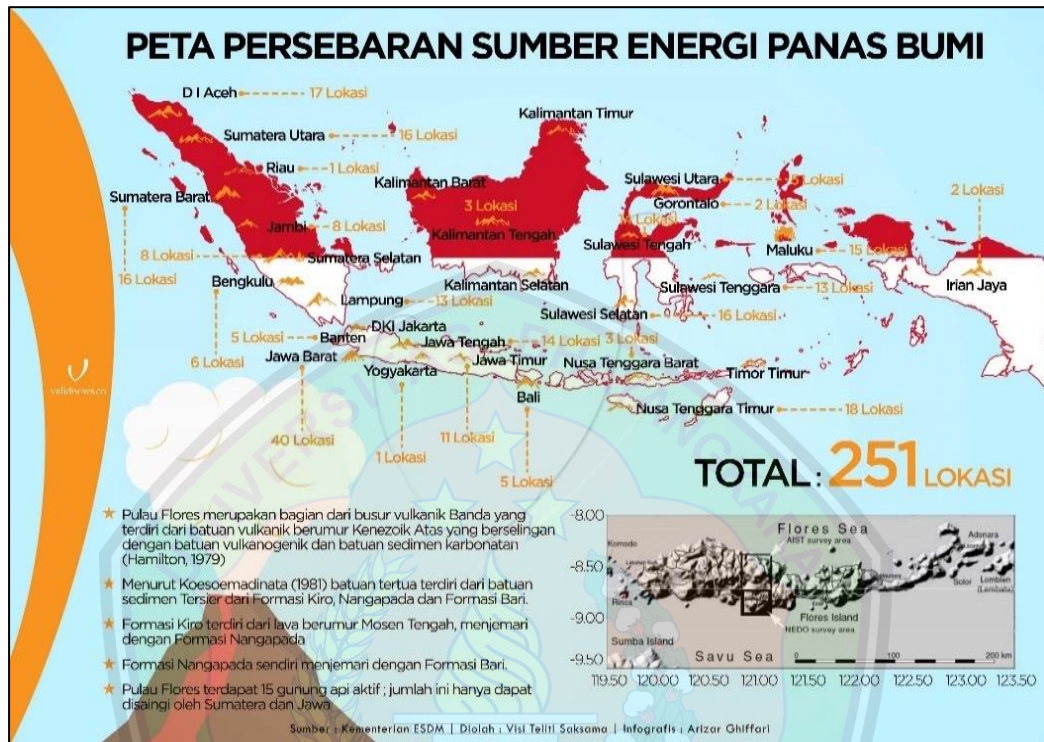 PETA PERSEBARAN SUMBER ENERGI PANAS BUMI
D I Aceh 17 Lokasi
Kalimantan Timur
Sumatera Utara 16 Lokasi
Riau 1 Lokasi
Kalimantan Barat
Sulawesi Utara 5 Lokasi
2 Lokasi
Sumatera Barat
3 Lokasi
Gorontalo 2 Lokasi
Jambi 8 Lokasi
Kalimantan Tengah
14 Lokasi
Sulawesi Tengah
Maluku 15 Lokasi
8 Lokasi
Sumatera Selatan
16 Lokasi
Bengkulu
Kalimantan Selatan
Sulawesi Tenggara 13 Lokasi
Irian Jaya
Lampung 13 Lokasi
Sulawesi Selatan 16 Lokasi
DKI Jakarta
5 Lokasi
Banten
Jawa Tengah 14 Lokasi
3 Lokasi
6 Lokasi
Jawa Barat
Jawa Timur
Nusa Tenggara Barat
Timor Timur
Yogyakarta
Bali
validnews.co
Nusa Tenggara Timur 18 Lokasi
40 Lokasi
11 Lokasi
1 Lokasi
5 Lokasi
TOTAL : 251 LOKASI
★ Pulau Flores merupakan bagian dari busur vulkanik Banda yang
terdiri dari batuan vulkanik berumur Kenezoik Atas yang berselingan
dengan batuan vulkanogenik dan batuan sedimen karbonatan
(Hamilton, 1979)
★ Menurut Koesoemadinata (1981) batuan tertua terdiri dari batuan
sedimen Tersier dari Formasi Kiro, Nangapada dan Formasi Bari.
★ Formasi Kiro terdiri dari lava berumur Mosen Tengah, menjemari
dengan Formasi Nangapada
★ Formasi Nangapada sendiri menjemari dengan Formasi Bari.
★ Pulau Flores terdapat 15 gunung api aktif ; jumlah ini hanya dapat
disaingi oleh Sumatera dan Jawa
-8.00
Flores Sea
AIST survey area
Komodo
Adonara
-8.50
Solor
Lomblen
(Lembata)
Rinca
-9.00
Flores Island
NEDO survey area
Sumba Island
-9.50
Savu Sea
0 100 200 km
119.50 120.00 120.50 121.00 121.50 122.00 122.50 123.00 123.50
Sumber : Kementerian ESDM | Diolah : Visi Teliti Saksama | Infografis : Arizar Ghiffari